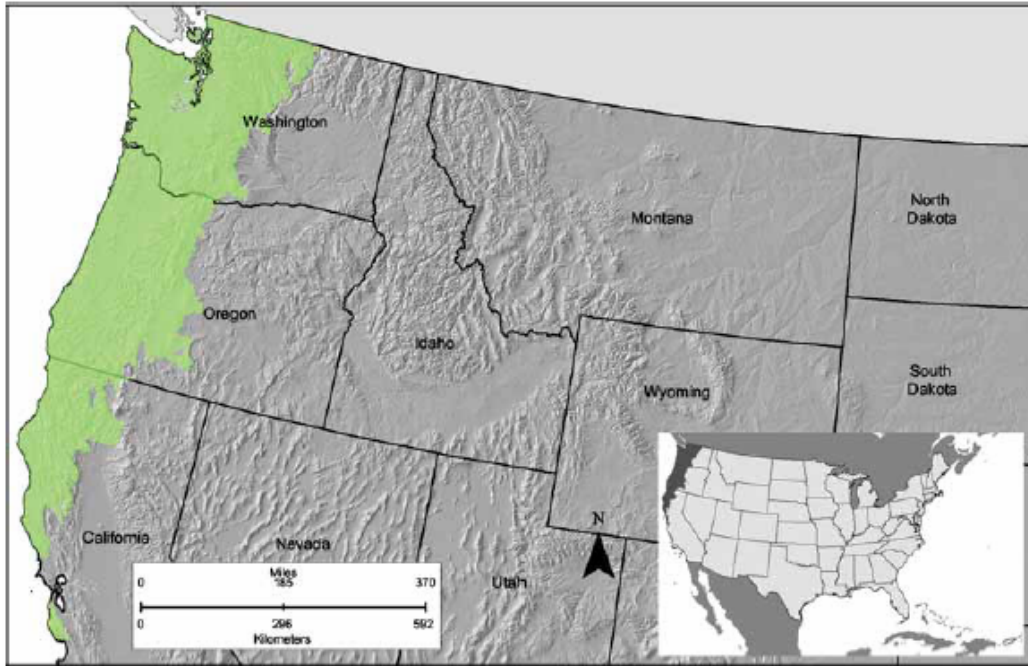 Washington
Montana
North
Dakota
Oregon
Idaho
South
Dakota
Wyoming
California
Nevada
Utah
N
Miles
0 185 370
0 296 592
Kilometers